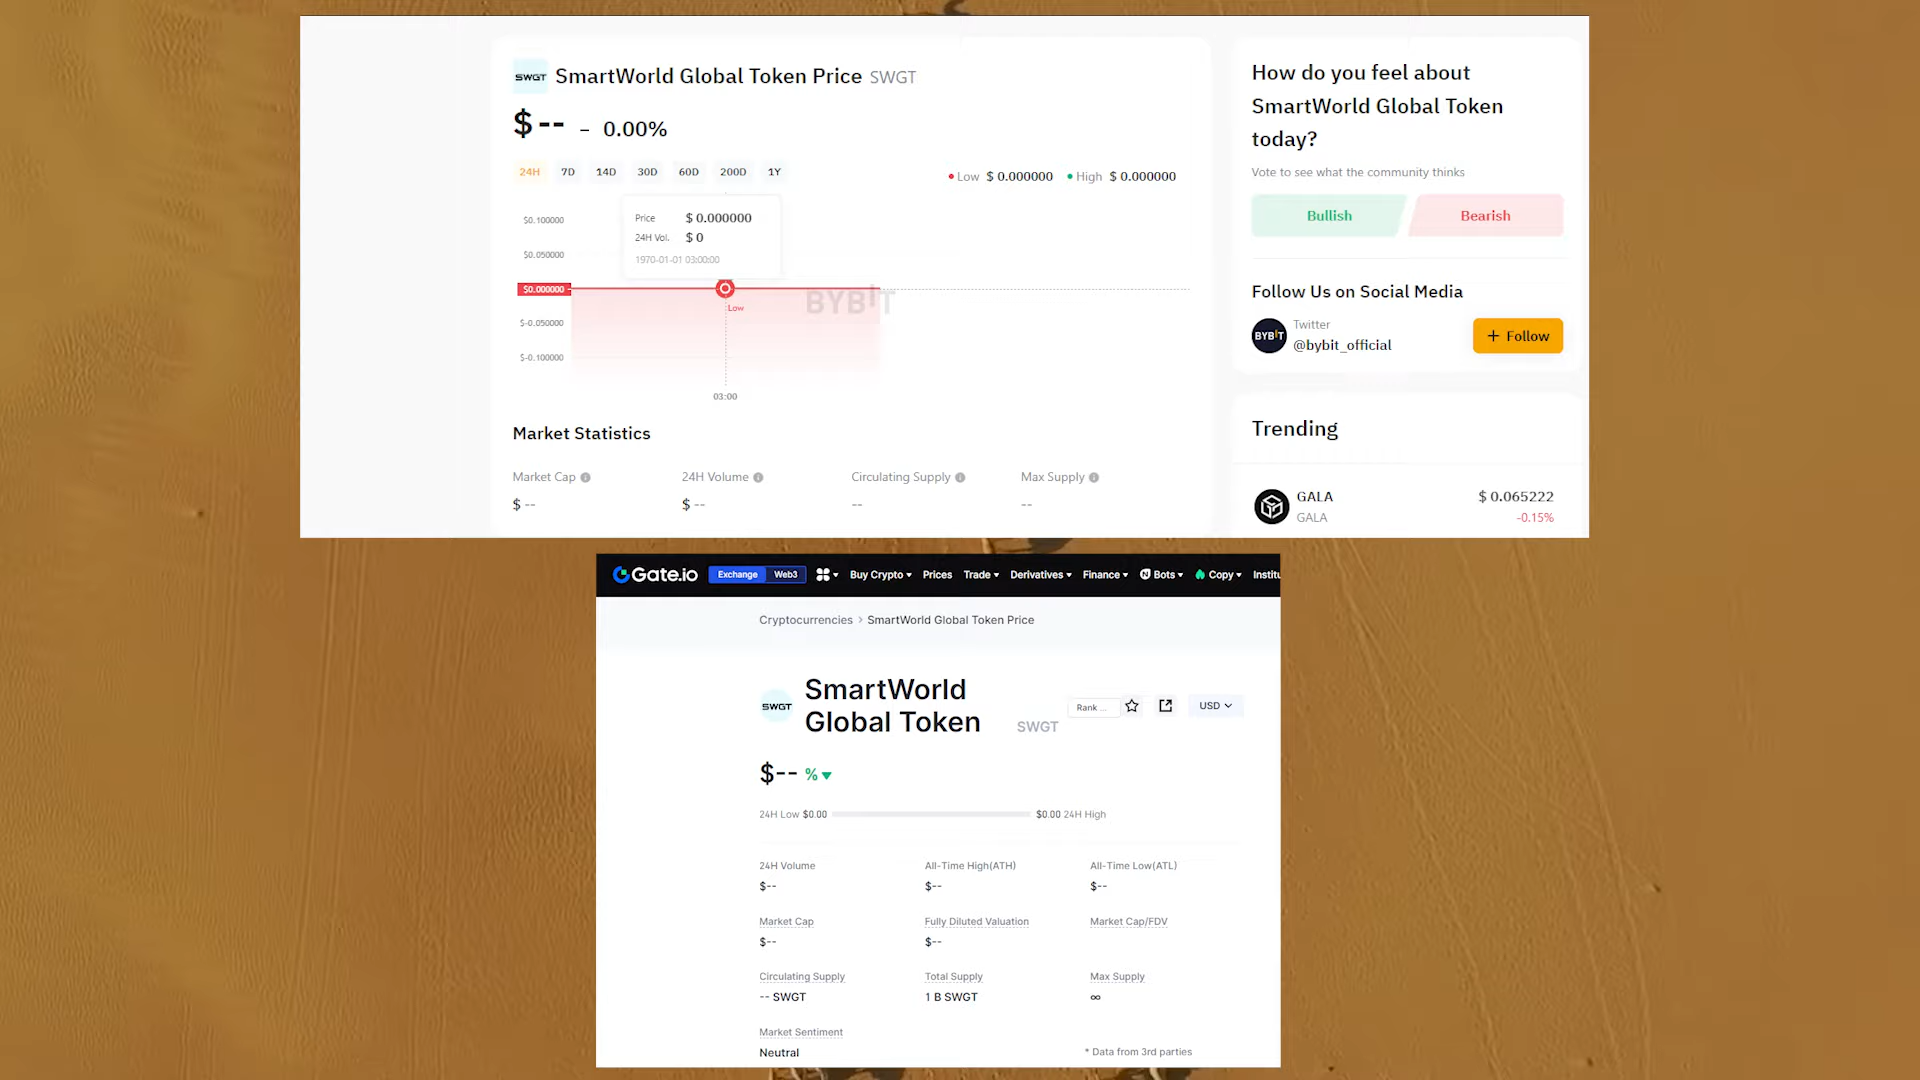 SWGT SmartWorld Global Token Price SWGT
$-- – 0.00%
24H 7D 14D 30D 60D 200D 1Y
Low $ 0.000000 High $ 0.000000
$0.100000
$0.050000
$0.000000
$-0.050000
$-0.100000
Price $ 0.000000
24H Vol. $ 0
1970-01-01 03:00:00
Low
BYBIT
03:00
Market Statistics
Market Cap 24H Volume Circulating Supply Max Supply
$ -- $ -- -- --
How do you feel about
SmartWorld Global Token
today?
Vote to see what the community thinks
Bullish Bearish
Follow Us on Social Media
BYBIT
Twitter
@bybit_official
+ Follow
Trending
GALA $ 0.065222
GALA -0.15%
Gate.io Exchange Web3 Buy Crypto Prices Trade Derivatives Finance Bots Copy Institu
Cryptocurrencies > SmartWorld Global Token Price
SWGT
SmartWorld
Global Token SWGT
Rank ... USD
$-- %
24H Low $0.00 $0.00 24H High
24H Volume All-Time High(ATH) All-Time Low(ATL)
$-- $-- $--
Market Cap Fully Diluted Valuation Market Cap/FDV
$-- $--
Circulating Supply Total Supply Max Supply
-- SWGT 1 B SWGT ∞
Market Sentiment
Neutral
* Data from 3rd parties